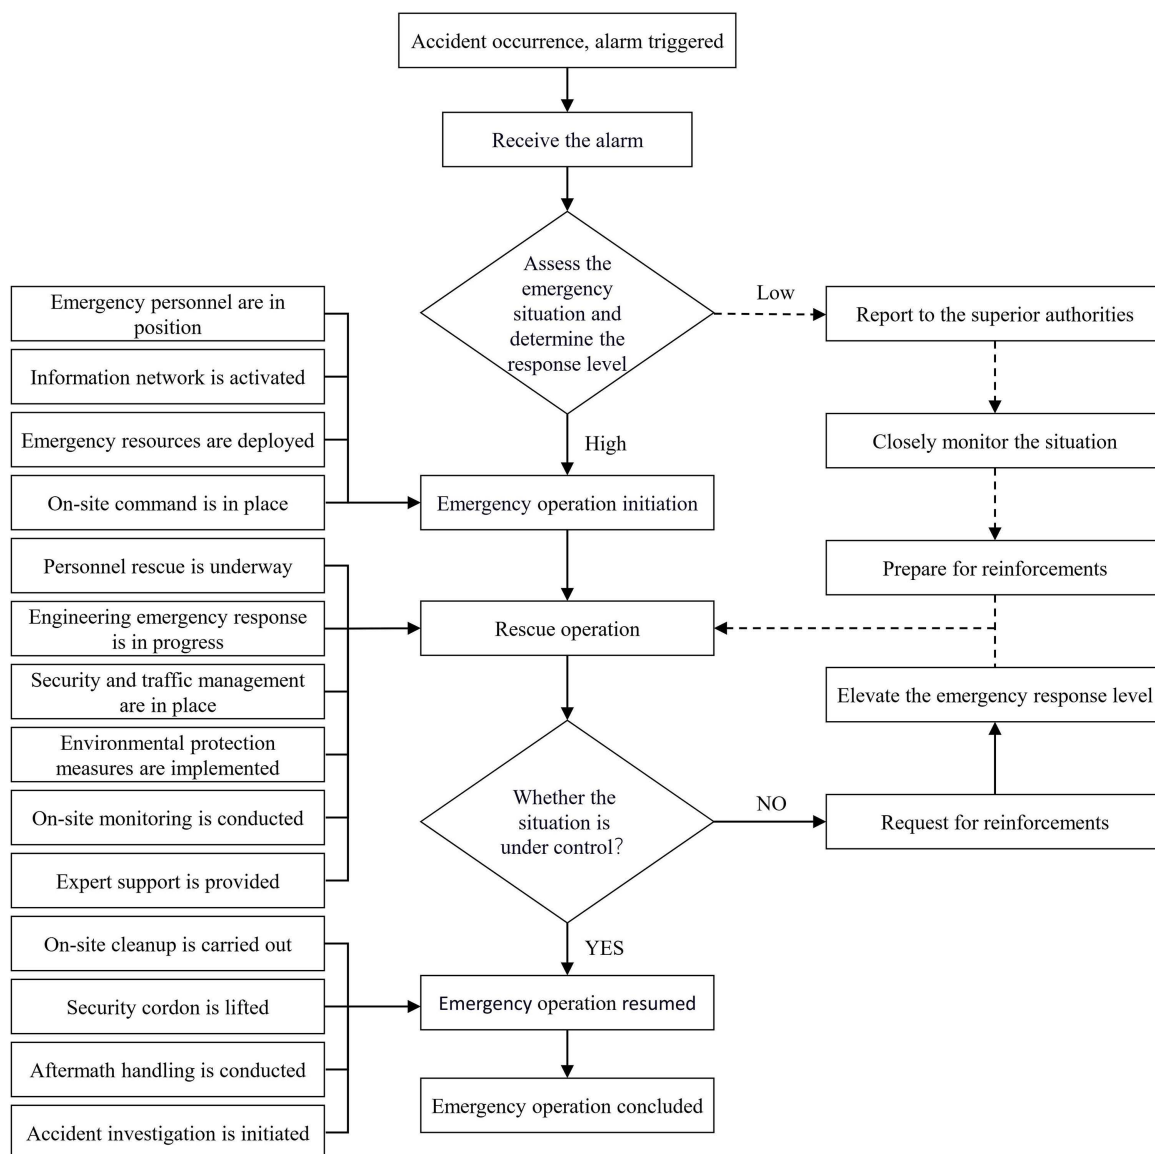 Accident occurrence, alarm triggered
Receive the alarm
Assess the
emergency
situation and
determine the
response level
Low
Report to the superior authorities
Closely monitor the situation
Prepare for reinforcements
High
Emergency personnel are in
position
Information network is activated
Emergency resources are deployed
On-site command is in place
Emergency operation initiation
Personnel rescue is underway
Engineering emergency response
is in progress
Security and traffic management
are in place
Environmental protection
measures are implemented
On-site monitoring is conducted
Expert support is provided
Rescue operation
Elevate the emergency response level
Whether the
situation is
under control?
NO
Request for reinforcements
YES
On-site cleanup is carried out
Security cordon is lifted
Aftermath handling is conducted
Accident investigation is initiated
Emergency operation resumed
Emergency operation concluded